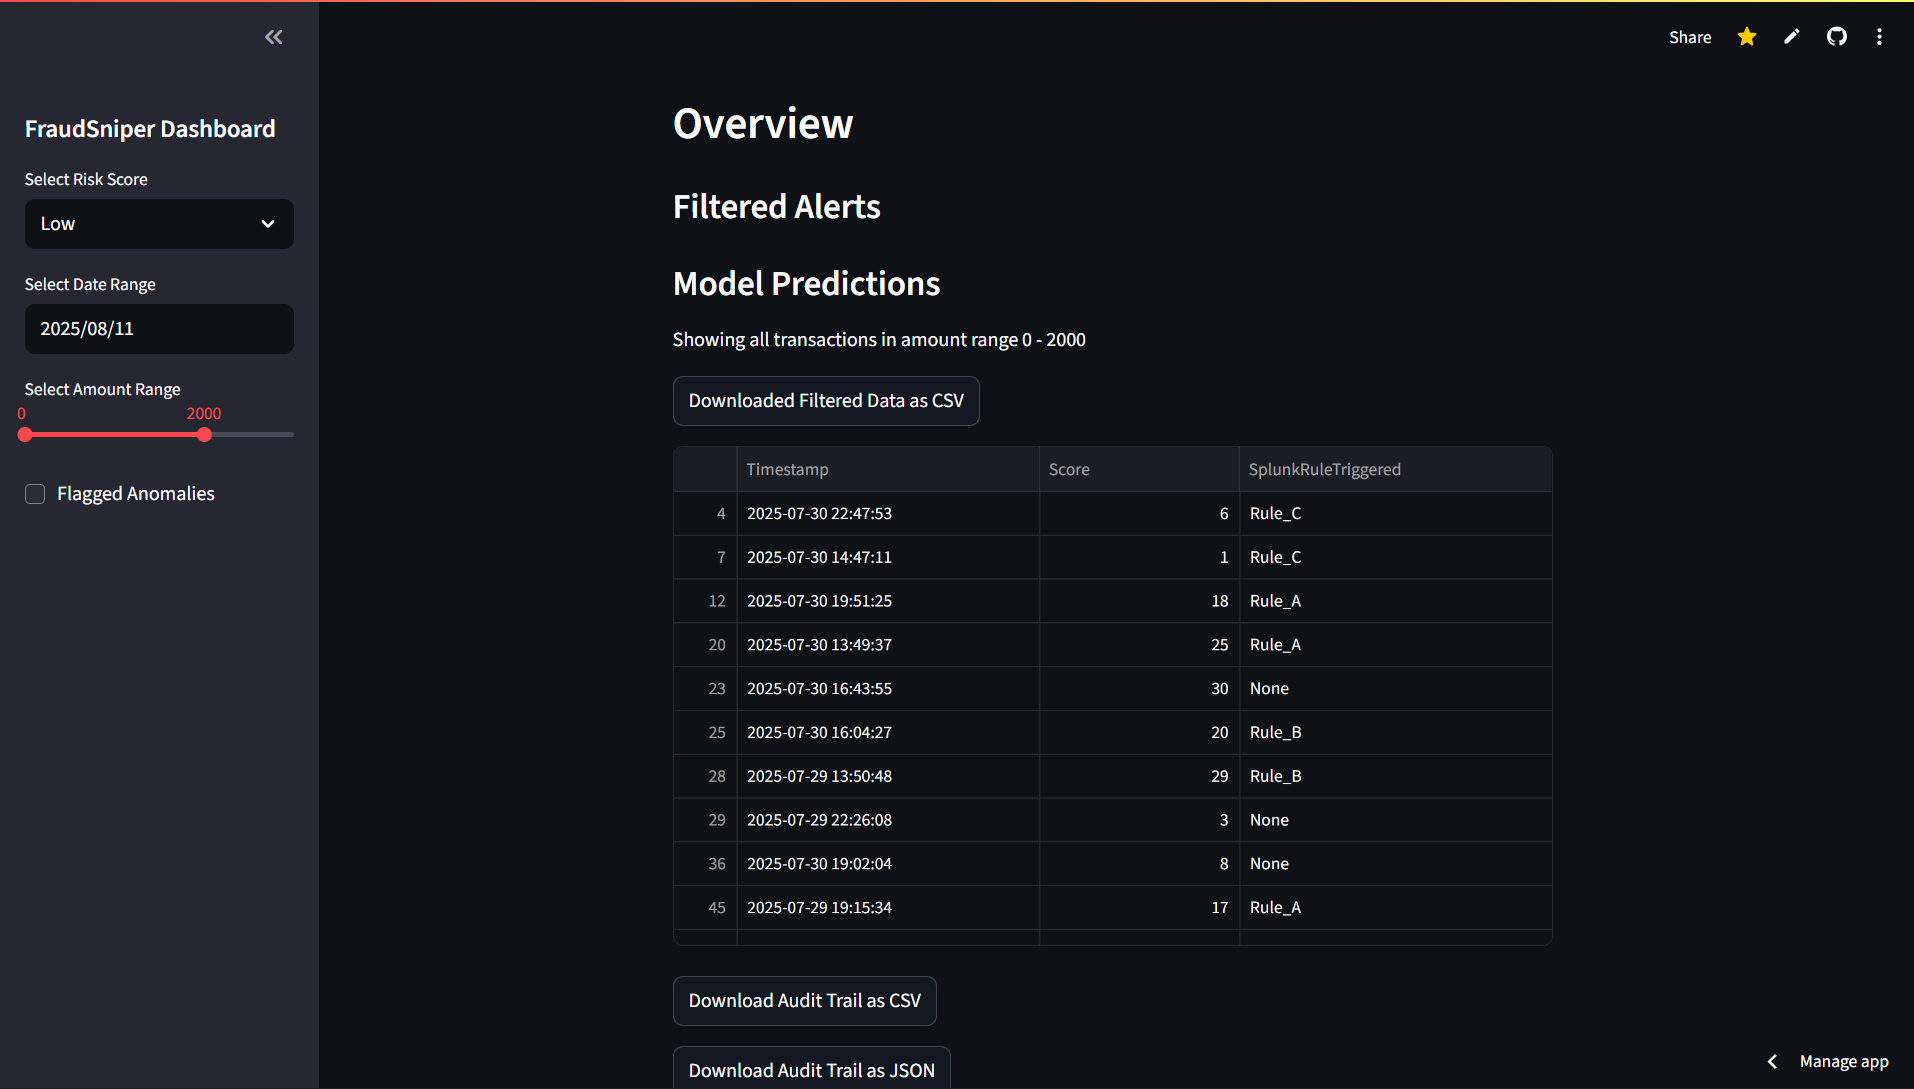 Share
FraudSniper Dashboard
Select Risk Score
Low
Select Date Range
2025/08/11
Select Amount Range
0 2000
Flagged Anomalies
Overview
Filtered Alerts
Model Predictions
Showing all transactions in amount range 0 - 2000
Downloaded Filtered Data as CSV
Timestamp Score SplunkRuleTriggered
4 2025-07-30 22:47:53 6 Rule_C
7 2025-07-30 14:47:11 1 Rule_C
12 2025-07-30 19:51:25 18 Rule_A
20 2025-07-30 13:49:37 25 Rule_A
23 2025-07-30 16:43:55 30 None
25 2025-07-30 16:04:27 20 Rule_B
28 2025-07-29 13:50:48 29 Rule_B
29 2025-07-29 22:26:08 3 None
36 2025-07-30 19:02:04 8 None
45 2025-07-29 19:15:34 17 Rule_A
Download Audit Trail as CSV
Download Audit Trail as JSON
Manage app